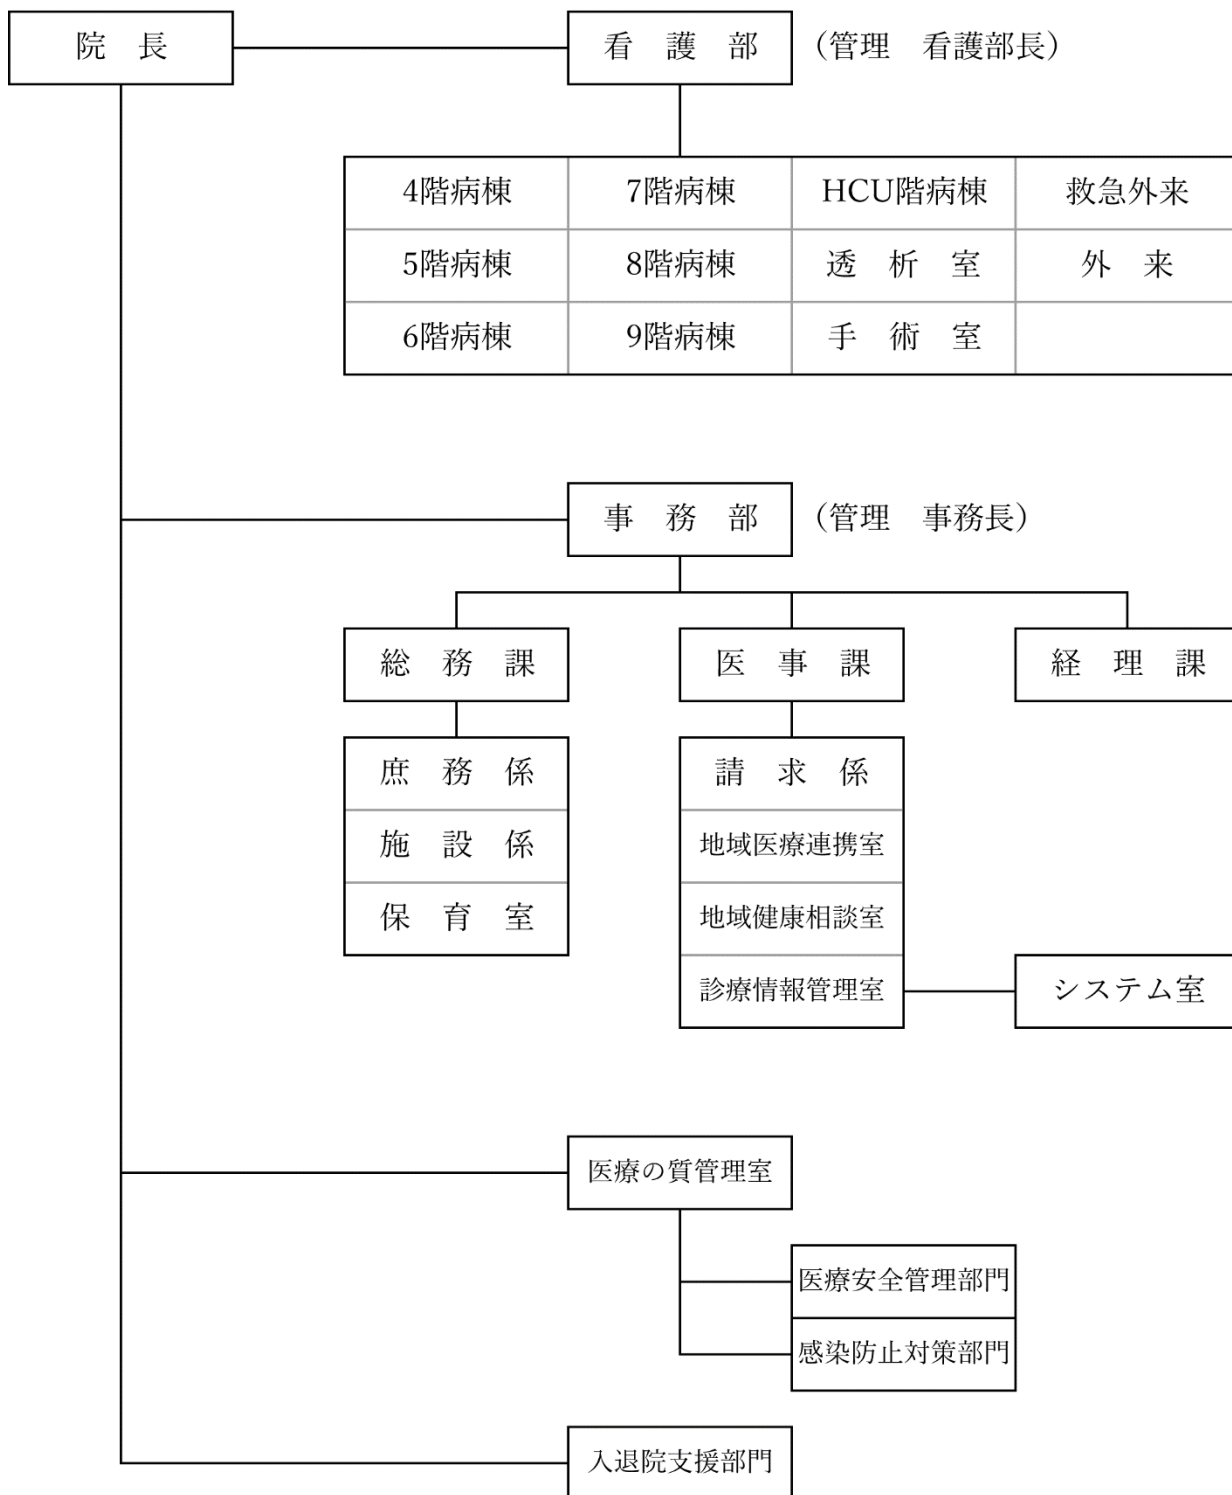 院　長
看　護　部　（管理　看護部長）
4階病棟　7階病棟　HCU階病棟　救急外来
5階病棟　8階病棟　透　析　室　外　来
6階病棟　9階病棟　手　術　室
事　務　部　（管理　事務長）
総　務　課　医　事　課　経　理　課
庶　務　係
施　設　係
保　育　室
請　求　係
地域医療連携室
地域健康相談室
診療情報管理室
システム室
医療の質管理室
医療安全管理部門
感染防止対策部門
入退院支援部門